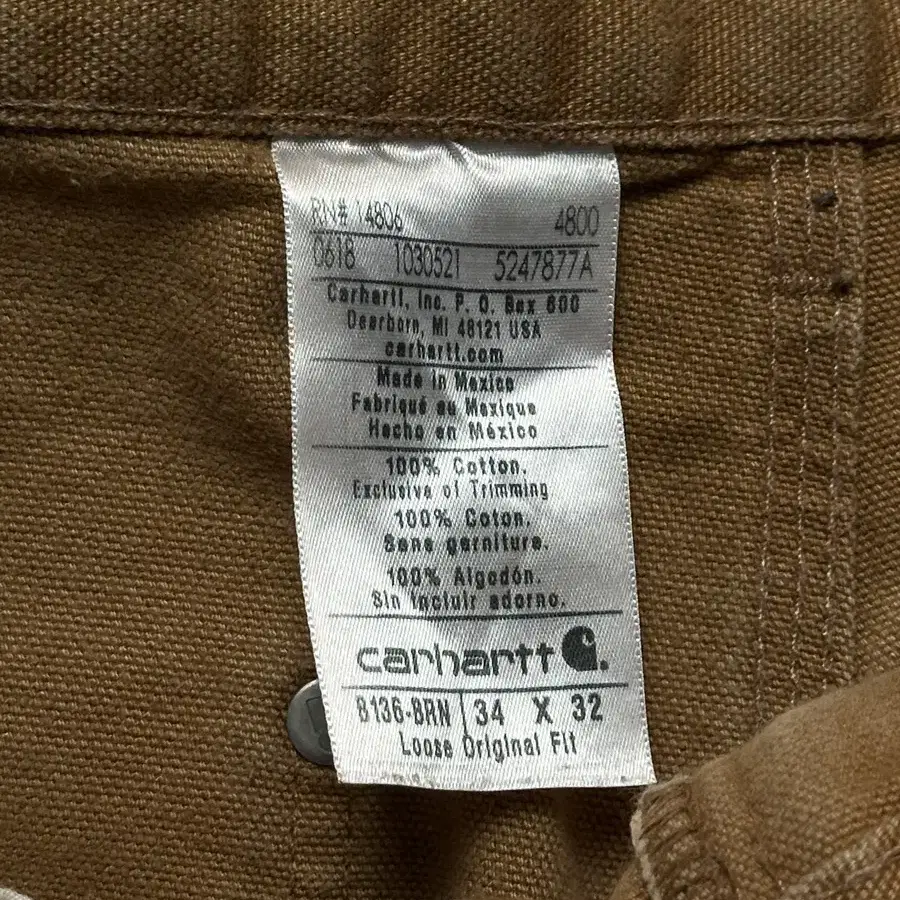 RN# 14806 4800
0618 1030521 5247877A
Carhartt, Inc. P. O. Box 600
Dearborn, MI 48121 USA
carhartt.com
Made in Mexico
Fabriqué au Mexique
Hecho en México
100% Cotton.
Exclusive of Trimming
100% Coton.
Sans garniture.
100% Algodón.
Sin incluir adorno.
carhartt
B136-BRN 34 X 32
Loose Original Fit